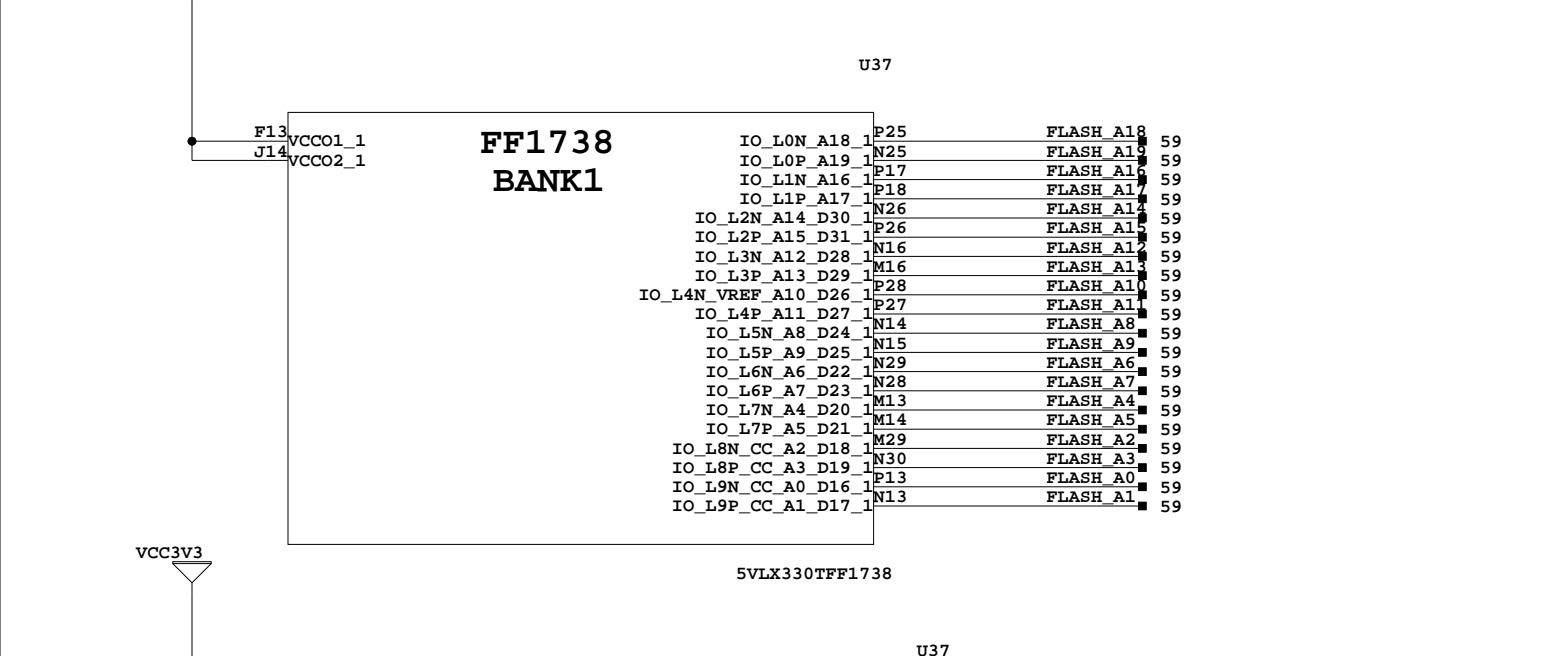 U37
F13 VCCO1_1 FF1738 IO_L0N_A18_1 P25 FLASH_A18 59
J14 VCCO2_1 IO_L0P_A19_1 N25 FLASH_A19 59
BANK1 IO_L1N_A16_1 P17 FLASH_A16 59
IO_L1P_A17_1 P18 FLASH_A17 59
IO_L2N_A14_D30_1 N26 FLASH_A14 59
IO_L2P_A15_D31_1 P26 FLASH_A15 59
IO_L3N_A12_D28_1 N16 FLASH_A12 59
IO_L3P_A13_D29_1 M16 FLASH_A13 59
IO_L4N_VREF_A10_D26_1 P28 FLASH_A10 59
IO_L4P_A11_D27_1 P27 FLASH_A11 59
IO_L5N_A8_D24_1 N14 FLASH_A8 59
IO_L5P_A9_D25_1 N15 FLASH_A9 59
IO_L6N_A6_D22_1 N29 FLASH_A6 59
IO_L6P_A7_D23_1 N28 FLASH_A7 59
IO_L7N_A4_D20_1 M13 FLASH_A4 59
IO_L7P_A5_D21_1 M14 FLASH_A5 59
IO_L8N_CC_A2_D18_1 M29 FLASH_A2 59
IO_L8P_CC_A3_D19_1 N30 FLASH_A3 59
IO_L9N_CC_A0_D16_1 P13 FLASH_A0 59
IO_L9P_CC_A1_D17_1 N13 FLASH_A1 59
VCC3V3
5VLX330TFF1738
U37